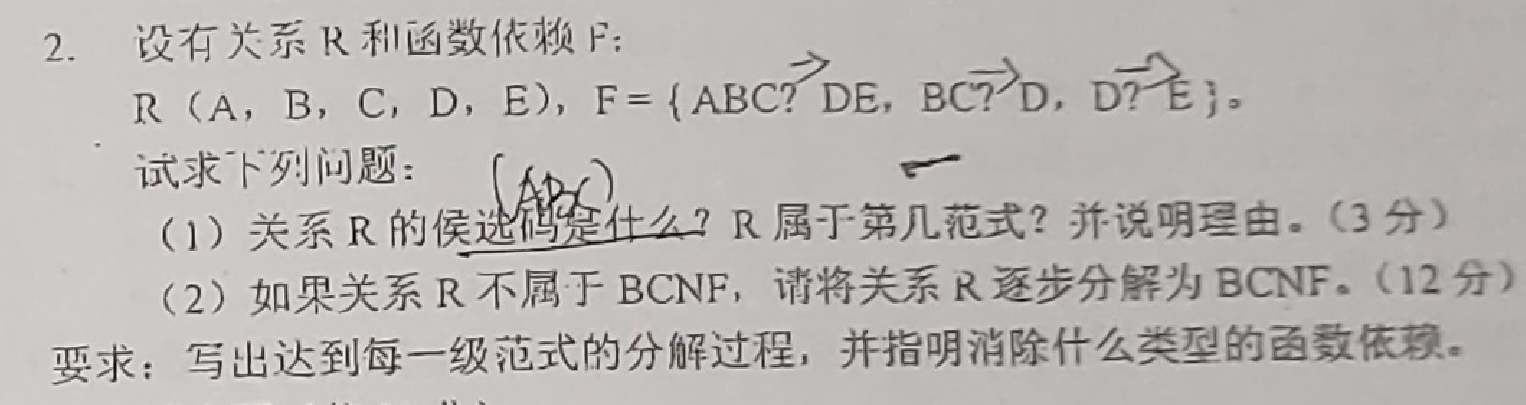 2. 设有关系 R 和函数依赖 F:
R（A，B，C，D，E），F = { ABC?→DE，BC?→D，D?→E }。
试求下列问题：
(ABC)
（1）关系 R 的侯选码是什么？R 属于第几范式？并说明理由。（3 分）
（2）如果关系 R 不属于 BCNF，请将关系 R 逐步分解为 BCNF。（12 分）
要求：写出达到每一级范式的分解过程，并指明消除什么类型的函数依赖。